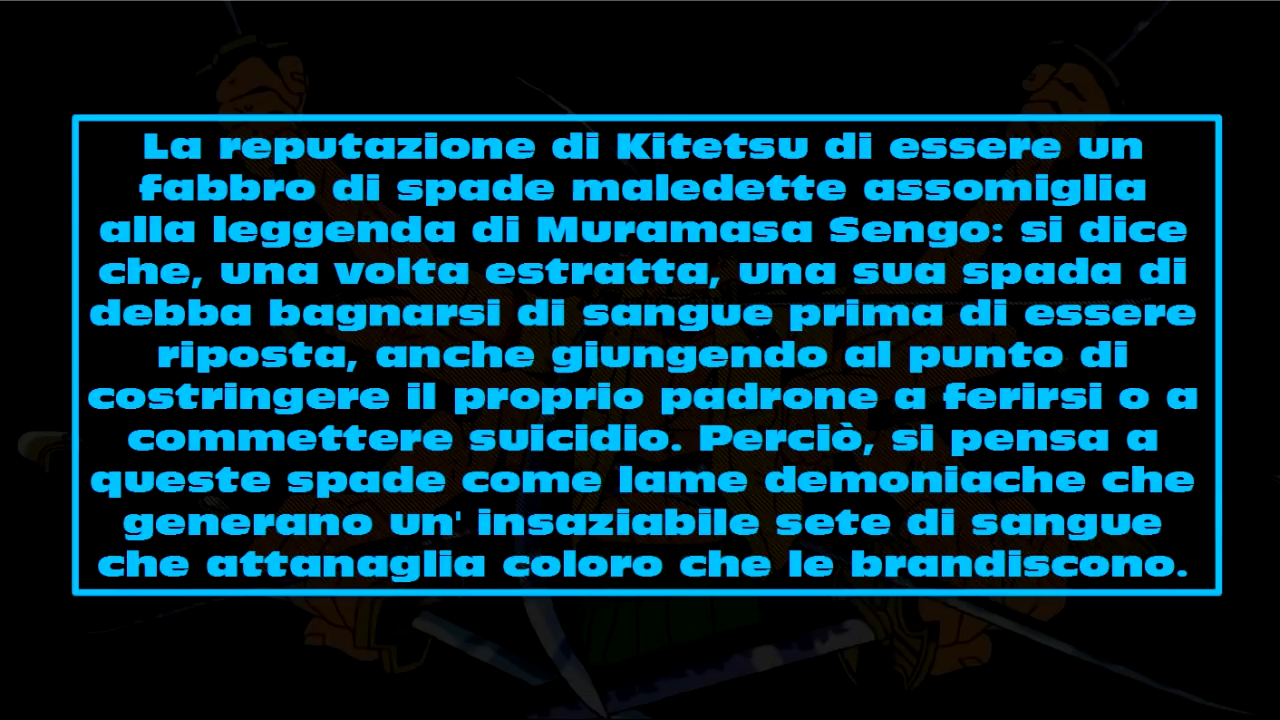 La reputazione di Kitetsu di essere un
fabbro di spade maledette assomiglia
alla leggenda di Muramasa Sengo: si dice
che, una volta estratta, una sua spada di
debba bagnarsi di sangue prima di essere
riposta, anche giungendo al punto di
costringere il proprio padrone a ferirsi o a
commettere suicidio. Perciò, si pensa a
queste spade come lame demoniache che
generano un' insaziabile sete di sangue
che attanaglia coloro che le brandiscono.